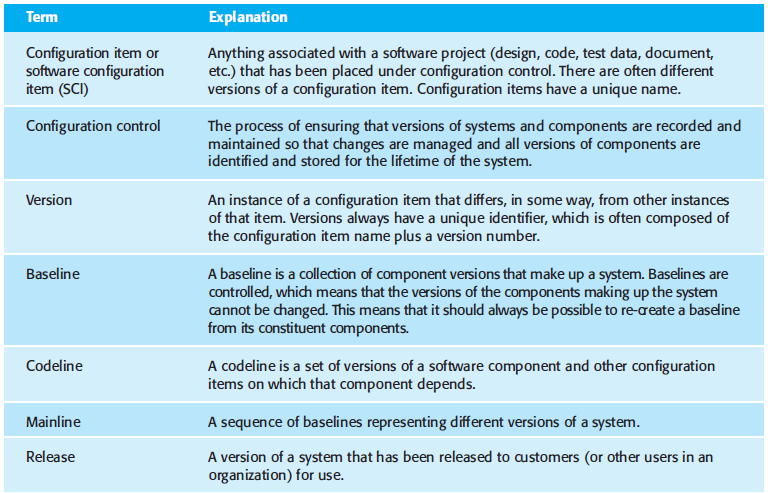 Term Explanation
Configuration item or Anything associated with a software project (design, code, test data, document,
software configuration etc.) that has been placed under configuration control. There are often different
item (SCI) versions of a configuration item. Configuration items have a unique name.
Configuration control The process of ensuring that versions of systems and components are recorded and
maintained so that changes are managed and all versions of components are
identified and stored for the lifetime of the system.
Version An instance of a configuration item that differs, in some way, from other instances
of that item. Versions always have a unique identifier, which is often composed of
the configuration item name plus a version number.
Baseline A baseline is a collection of component versions that make up a system. Baselines are
controlled, which means that the versions of the components making up the system
cannot be changed. This means that it should always be possible to re-create a baseline
from its constituent components.
Codeline A codeline is a set of versions of a software component and other configuration
items on which that component depends.
Mainline A sequence of baselines representing different versions of a system.
Release A version of a system that has been released to customers (or other users in an
organization) for use.